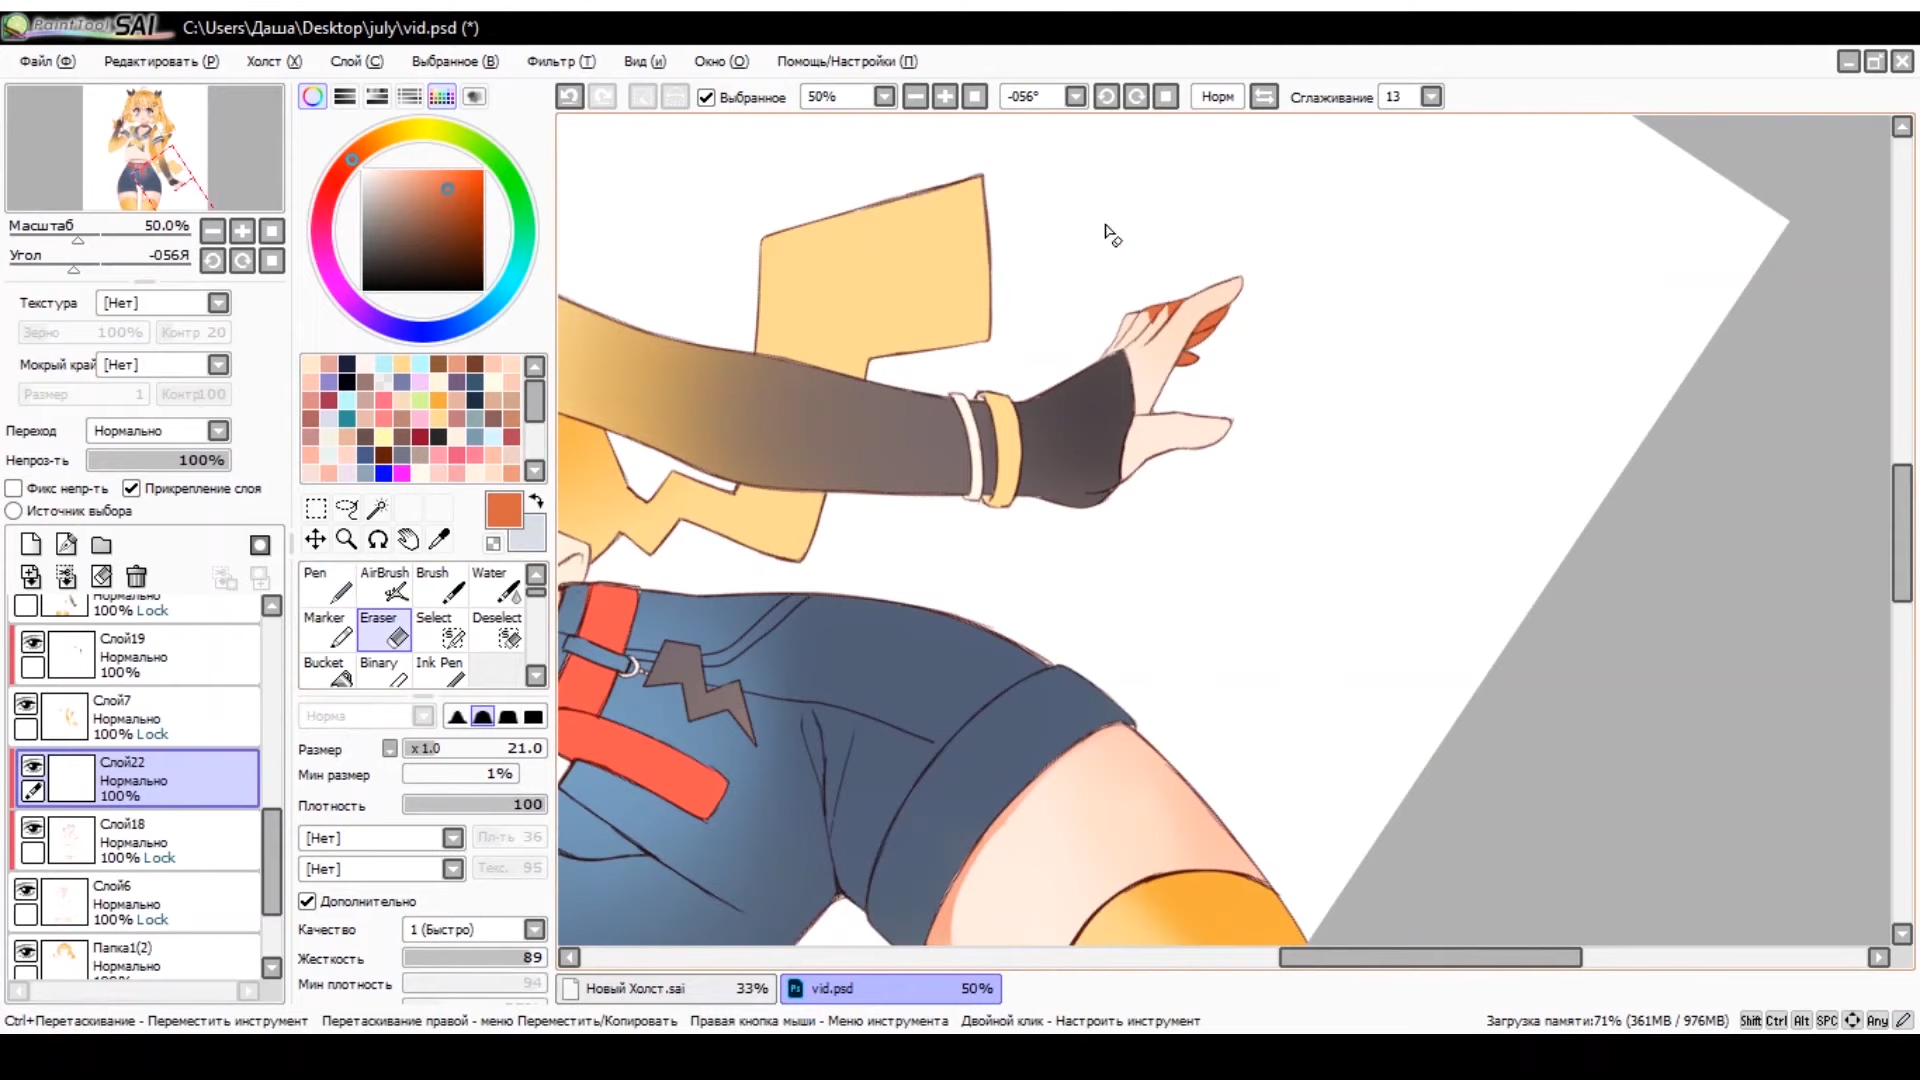 PaintTool SAI C:\Users\Даша\Desktop\july\vid.psd (*)
Файл (Ф) Редактировать (Р) Холст (Х) Слой (С) Выбранное (В) Фильтр (Т) Вид (и) Окно (О) Помощь/Настройки (П)
Выбранное 50% -056° Норм Сглаживание 13
Масштаб 50.0%
Угол -056Я
Текстура [Нет]
Зерно 100% Контр 20
Мокрый край [Нет]
Размер 1 Контр100
Переход Нормально
Непроз-ть 100%
Фикс непр-ть Прикрепление слоя
Источник выбора
Нормально
100% Lock
Слой19
Нормально
100%
Слой7
Нормально
100% Lock
Слой22
Нормально
100%
Слой18
Нормально
100% Lock
Слой6
Нормально
100% Lock
Папка1(2)
Нормально
100%
Pen AirBrush Brush Water
Marker Eraser Select Deselect
Bucket Binary Ink Pen
Норма
Размер x 1.0 21.0
Мин размер 1%
Плотность 100
[Нет] Пл-ть 36
[Нет] Текс. 95
Дополнительно
Качество 1 (Быстро)
Жесткость 89
Мин плотность 94
Новый Холст.sai 33% Ps vid.psd 50%
Ctrl+Перетаскивание - Переместить инструмент Перетаскивание правой - меню Переместить/Копировать Правая кнопка мыши - Меню инструмента Двойной клик - Настроить инструмент
Загрузка памяти:71% (361MB / 976MB) Shift Ctrl Alt SPC Any